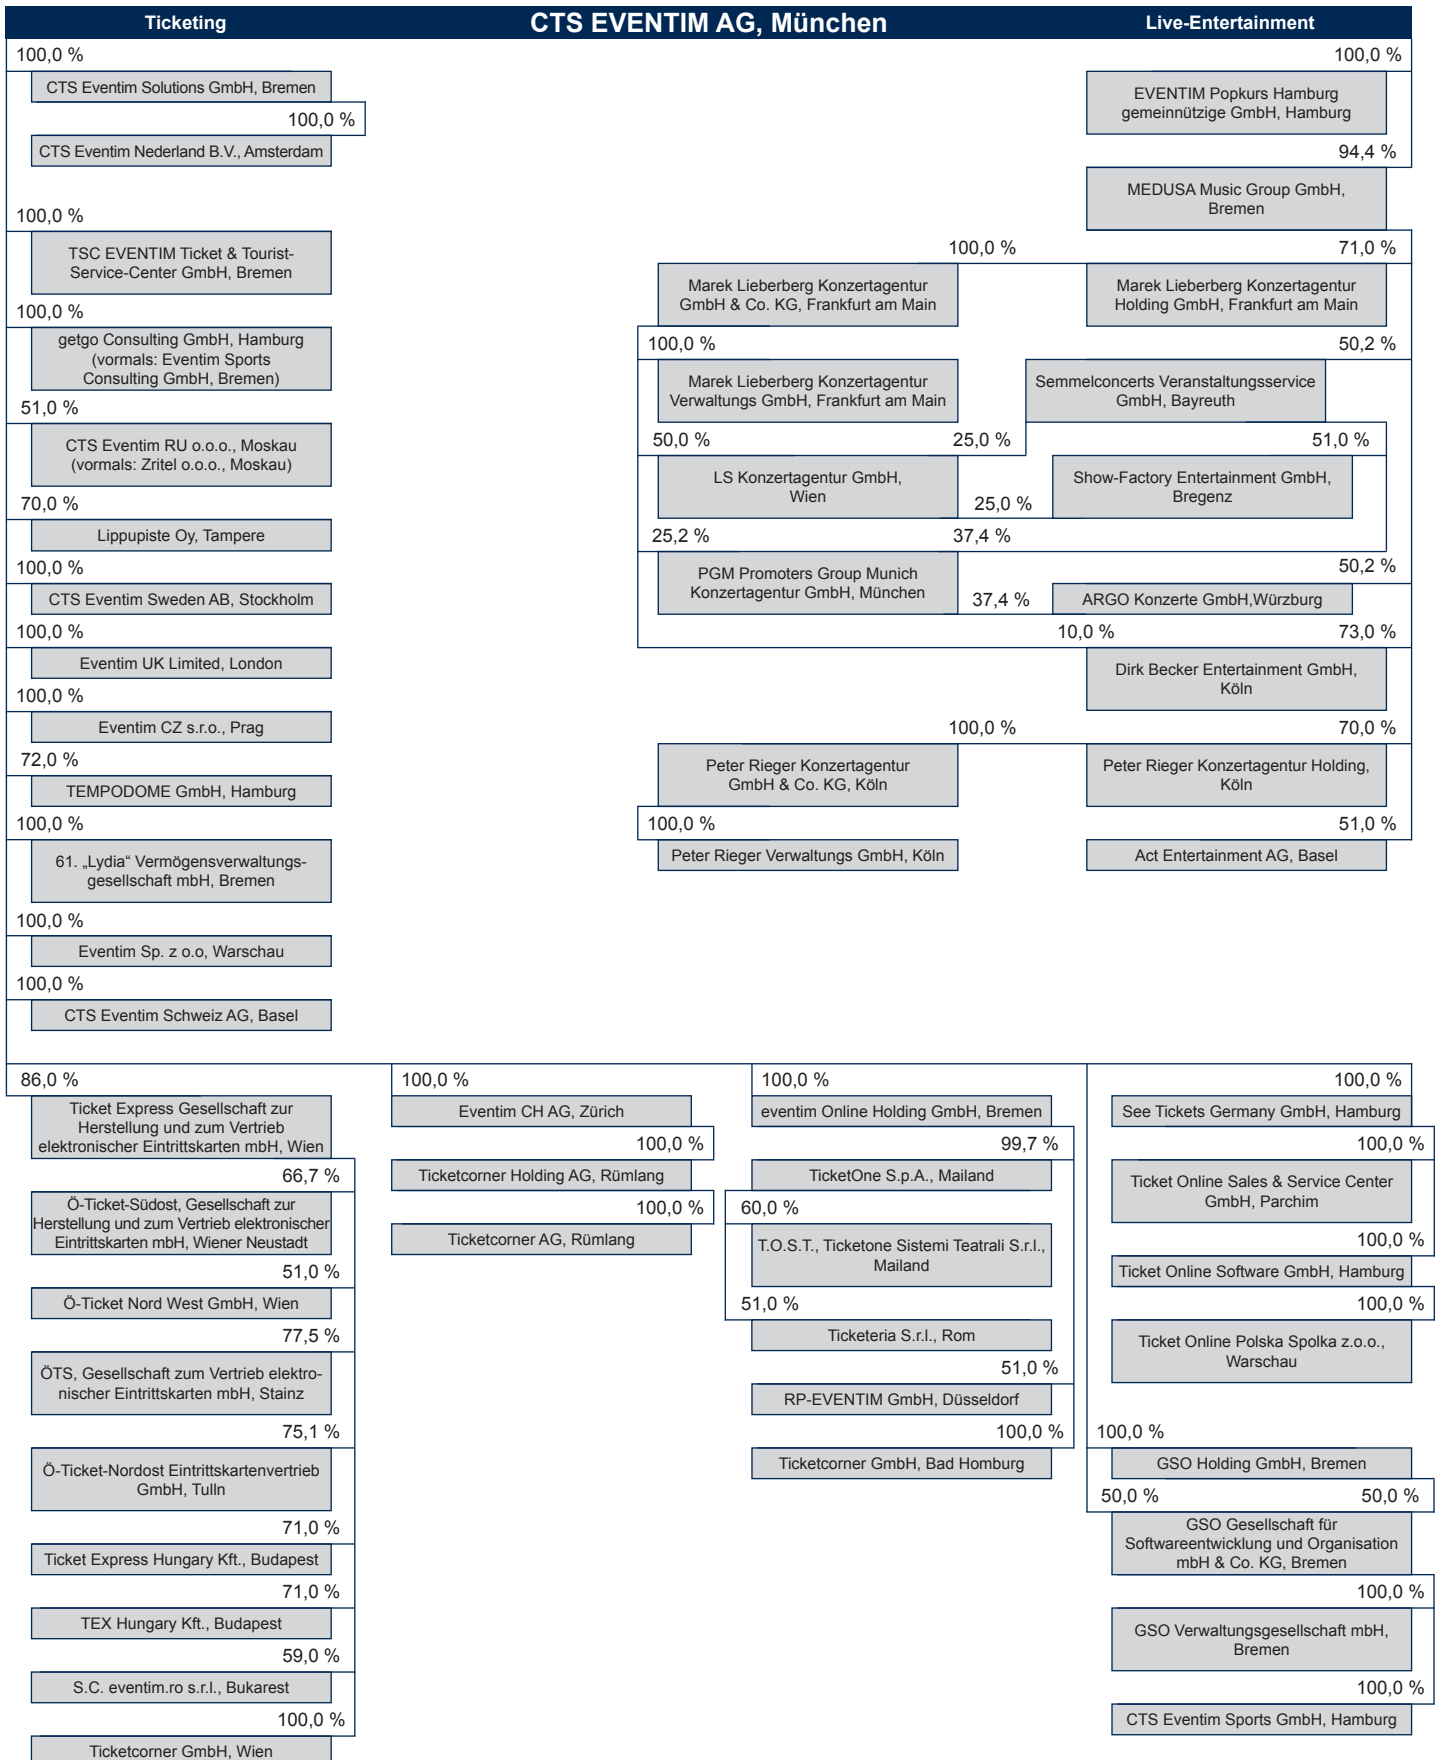 Ticketing
CTS EVENTIM AG, München
Live-Entertainment
100,0 %
CTS Eventim Solutions GmbH, Bremen
100,0 %
CTS Eventim Nederland B.V., Amsterdam
100,0 %
TSC EVENTIM Ticket & Tourist-
Service-Center GmbH, Bremen
100,0 %
getgo Consulting GmbH, Hamburg
(vormals: Eventim Sports
Consulting GmbH, Bremen)
51,0 %
CTS Eventim RU o.o.o., Moskau
(vormals: Zritel o.o.o., Moskau)
70,0 %
Lippupiste Oy, Tampere
100,0 %
CTS Eventim Sweden AB, Stockholm
100,0 %
Eventim UK Limited, London
100,0 %
Eventim CZ s.r.o., Prag
72,0 %
TEMPODOME GmbH, Hamburg
100,0 %
61. „Lydia“ Vermögensverwaltungs-
gesellschaft mbH, Bremen
100,0 %
Eventim Sp. z o.o, Warschau
100,0 %
CTS Eventim Schweiz AG, Basel
100,0 %
EVENTIM Popkurs Hamburg
gemeinnützige GmbH, Hamburg
94,4 %
MEDUSA Music Group GmbH,
Bremen
100,0 %
71,0 %
Marek Lieberberg Konzertagentur
GmbH & Co. KG, Frankfurt am Main
Marek Lieberberg Konzertagentur
Holding GmbH, Frankfurt am Main
100,0 %
50,2 %
Marek Lieberberg Konzertagentur
Verwaltungs GmbH, Frankfurt am Main
Semmelconcerts Veranstaltungsservice
GmbH, Bayreuth
50,0 %
25,0 %
51,0 %
LS Konzertagentur GmbH,
Wien
25,0 %
Show-Factory Entertainment GmbH,
Bregenz
25,2 %
37,4 %
50,2 %
PGM Promoters Group Munich
Konzertagentur GmbH, München
37,4 %
ARGO Konzerte GmbH,Würzburg
10,0 %
73,0 %
Dirk Becker Entertainment GmbH,
Köln
100,0 %
70,0 %
Peter Rieger Konzertagentur
GmbH & Co. KG, Köln
Peter Rieger Konzertagentur Holding,
Köln
100,0 %
51,0 %
Peter Rieger Verwaltungs GmbH, Köln
Act Entertainment AG, Basel
86,0 %
Ticket Express Gesellschaft zur
Herstellung und zum Vertrieb
elektronischer Eintrittskarten mbH, Wien
66,7 %
Ö-Ticket-Südost, Gesellschaft zur
Herstellung und zum Vertrieb elektronischer
Eintrittskarten mbH, Wiener Neustadt
51,0 %
Ö-Ticket Nord West GmbH, Wien
77,5 %
ÖTS, Gesellschaft zum Vertrieb elektro-
nischer Eintrittskarten mbH, Stainz
75,1 %
Ö-Ticket-Nordost Eintrittskartenvertrieb
GmbH, Tulln
71,0 %
Ticket Express Hungary Kft., Budapest
71,0 %
TEX Hungary Kft., Budapest
59,0 %
S.C. eventim.ro s.r.l., Bukarest
100,0 %
Ticketcorner GmbH, Wien
100,0 %
Eventim CH AG, Zürich
100,0 %
Ticketcorner Holding AG, Rümlang
100,0 %
Ticketcorner AG, Rümlang
100,0 %
eventim Online Holding GmbH, Bremen
99,7 %
TicketOne S.p.A., Mailand
60,0 %
T.O.S.T., Ticketone Sistemi Teatrali S.r.l.,
Mailand
51,0 %
Ticketeria S.r.l., Rom
51,0 %
RP-EVENTIM GmbH, Düsseldorf
100,0 %
Ticketcorner GmbH, Bad Homburg
100,0 %
See Tickets Germany GmbH, Hamburg
100,0 %
Ticket Online Sales & Service Center
GmbH, Parchim
100,0 %
Ticket Online Software GmbH, Hamburg
100,0 %
Ticket Online Polska Spolka z.o.o.,
Warschau
100,0 %
GSO Holding GmbH, Bremen
50,0 %
50,0 %
GSO Gesellschaft für
Softwareentwicklung und Organisation
mbH & Co. KG, Bremen
100,0 %
GSO Verwaltungsgesellschaft mbH,
Bremen
100,0 %
CTS Eventim Sports GmbH, Hamburg